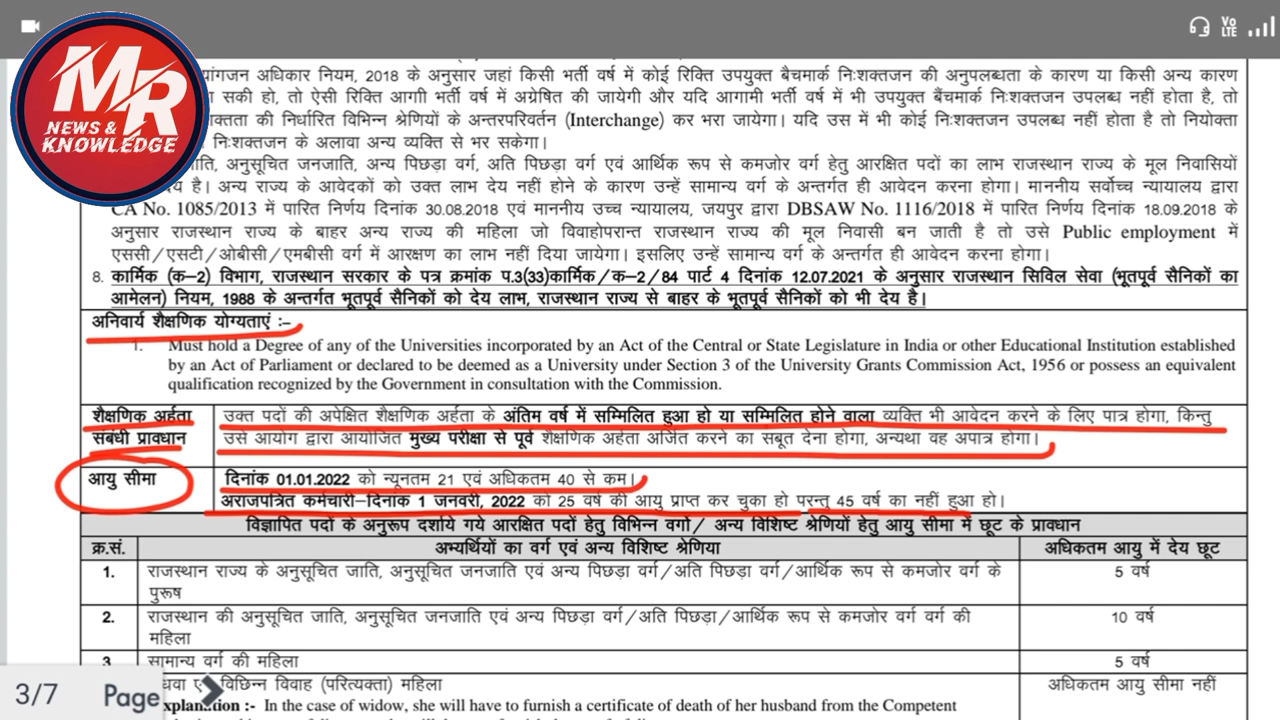 Vo LTE
MR
NEWS &
KNOWLEDGE
अधिकार नियम, 2018 के अनुसार जहां किसी भर्ती वर्ष में कोई रिक्ति उपयुक्त बैचमार्क निःशक्तजन की अनुपलब्धता के कारण या किसी अन्य कारण
सकी हो, तो ऐसी रिक्ति आगाी भर्ती वर्ष में अग्रेषित की जायेगी और यदि आगामी भर्ती वर्ष में भी उपयुक्त बैंचमार्क निःशक्तजन उपलब्ध नहीं होता है, तो
की निर्धारित विभिन्न श्रेणियों के अन्तरपरिवर्तन (Interchange) कर भरा जायेगा। यदि उस में भी कोई निःशक्तजन उपलब्ध नहीं होता है तो नियोक्ता
निःशक्तजन के अलावा अन्य व्यक्ति से भर सकेगा।
अनुसूचित जनजाति, अन्य पिछड़ा वर्ग, अति पिछड़ा वर्ग एवं आर्थिक रूप से कमजोर वर्ग हेतु आरक्षित पदों का लाभ राजस्थान राज्य के मूल निवासियों
है। अन्य राज्य के आवेदकों को उक्त लाभ देय नहीं होने के कारण उन्हें सामान्य वर्ग के अन्तर्गत ही आवेदन करना होगा। माननीय सर्वोच्च न्यायालय द्वारा
CA No. 1085/2013 में पारित निर्णय दिनांक 30.08.2018 एवं माननीय उच्च न्यायालय, जयपुर द्वारा DBSAW No. 1116/2018 में पारित निर्णय दिनांक 18.09.2018 के
अनुसार राजस्थान राज्य के बाहर अन्य राज्य की महिला जो विवाहोपरान्त राजस्थान राज्य की मूल निवासी बन जाती है तो उसे Public employment में
एससी/एसटी/ओबीसी/एमबीसी वर्ग में आरक्षण का लाभ नहीं दिया जायेगा। इसलिए उन्हें सामान्य वर्ग के अन्तर्गत ही आवेदन करना होगा।
8. कार्मिक (क-2) विभाग, राजस्थान सरकार के पत्र क्रमांक प.3(33)कार्मिक/क-2/84 पार्ट 4 दिनांक 12.07.2021 के अनुसार राजस्थान सिविल सेवा (भूतपूर्व सैनिकों का
आमेलन) नियम, 1988 के अन्तर्गत भूतपूर्व सैनिकों को देय लाभ, राजस्थान राज्य से बाहर के भूतपूर्व सैनिकों को भी देय है।
अनिवार्य शैक्षणिक योग्यताएं :–
1. Must hold a Degree of any of the Universities incorporated by an Act of the Central or State Legislature in India or other Educational Institution established
by an Act of Parliament or declared to be deemed as a University under Section 3 of the University Grants Commission Act, 1956 or possess an equivalent
qualification recognized by the Government in consultation with the Commission.
शैक्षणिक अर्हता संबंधी प्रावधान
उक्त पदों की अपेक्षित शैक्षणिक अर्हता के अंतिम वर्ष में सम्मिलित हुआ हो या सम्मिलित होने वाला व्यक्ति भी आवेदन करने के लिए पात्र होगा, किन्तु
उसे आयोग द्वारा आयोजित मुख्य परीक्षा से पूर्व शैक्षणिक अर्हता अर्जित करने का सबूत देना होगा, अन्यथा वह अपात्र होगा।
आयु सीमा
दिनांक 01.01.2022 को न्यूनतम 21 एवं अधिकतम 40 से कम।
अराजपत्रित कर्मचारी–दिनांक 1 जनवरी, 2022 को 25 वर्ष की आयु प्राप्त कर चुका हो परन्तु 45 वर्ष का नहीं हुआ हो।
विज्ञापित पदों के अनुरूप दर्शाये गये आरक्षित पदों हेतु विभिन्न वर्गो/ अन्य विशिष्ट श्रेणियों हेतु आयु सीमा में छूट के प्रावधान
क्र.सं. अभ्यर्थियों का वर्ग एवं अन्य विशिष्ट श्रेणिया अधिकतम आयु में देय छूट
1. राजस्थान राज्य के अनुसूचित जाति, अनुसूचित जनजाति एवं अन्य पिछड़ा वर्ग/अति पिछड़ा वर्ग/आर्थिक रूप से कमजोर वर्ग के 5 वर्ष
पुरूष
2. राजस्थान की अनुसूचित जाति, अनुसूचित जनजाति एवं अन्य पिछड़ा वर्ग/अति पिछड़ा/आर्थिक रूप से कमजोर वर्ग वर्ग की 10 वर्ष
महिला
3 सामान्य वर्ग की महिला 5 वर्ष
विछिन्न विवाह (परित्यक्ता) महिला अधिकतम आयु सीमा नहीं
:- In the case of widow, she will have to furnish a certificate of death of her husband from the Competent
3/7 Page